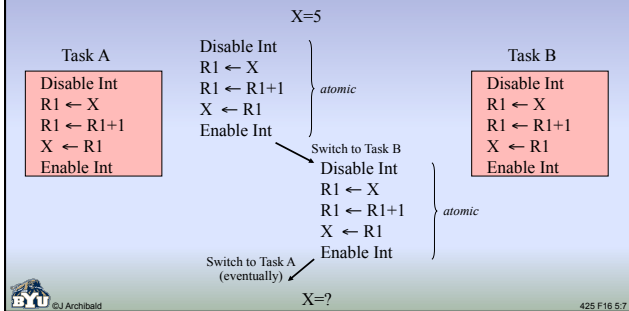 X=5
Task A
Disable Int
R1 ← X
R1 ← R1+1
X ← R1
Enable Int
Disable Int
R1 ← X
R1 ← R1+1
X ← R1
Enable Int
atomic
Task B
Disable Int
R1 ← X
R1 ← R1+1
X ← R1
Enable Int
Switch to Task B
Disable Int
R1 ← X
R1 ← R1+1
X ← R1
Enable Int
atomic
Switch to Task A
(eventually)
X=?
BYU ©J Archibald
425 F16 5:7